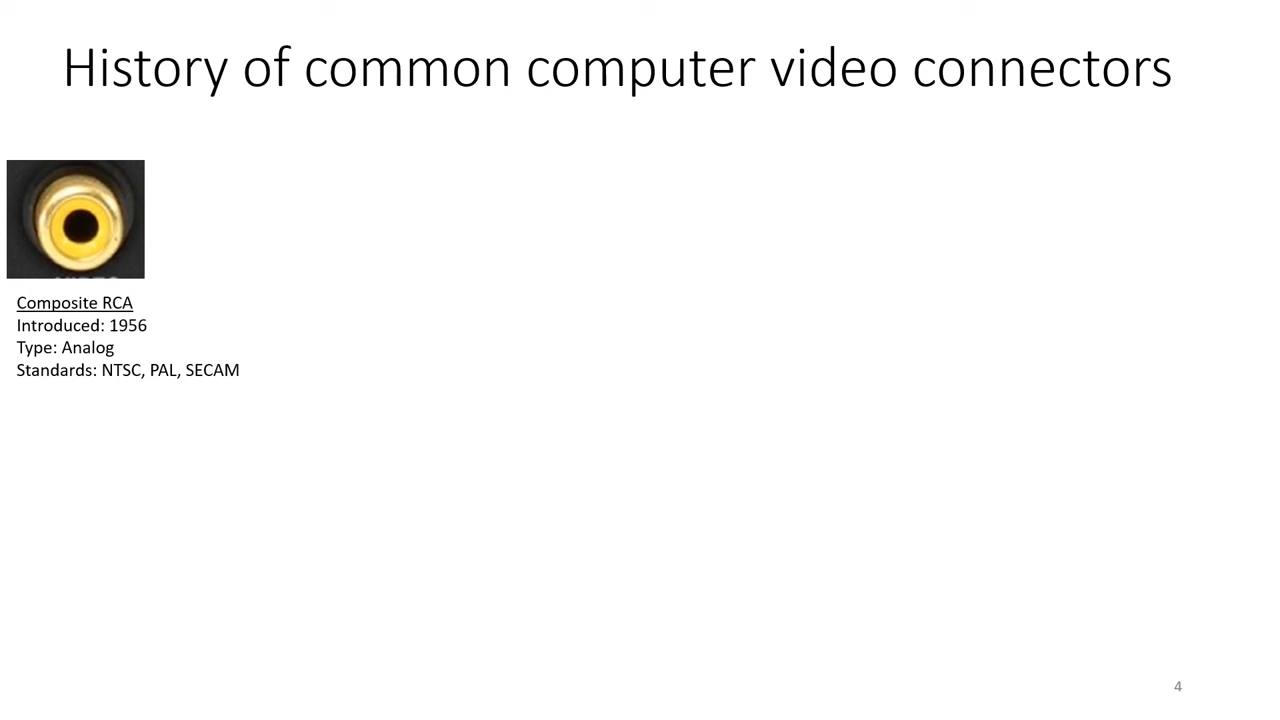 History of common computer video connectors
Composite RCA
Introduced: 1956
Type: Analog
Standards: NTSC, PAL, SECAM
4